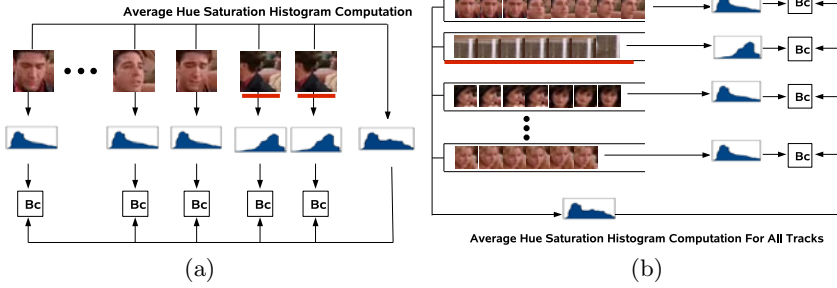 Average Hue Saturation Histogram Computation
Bc
Bc
Bc
Bc
Bc
(a)
Bc
Bc
Bc
Bc
Average Hue Saturation Histogram Computation For All Tracks
(b)